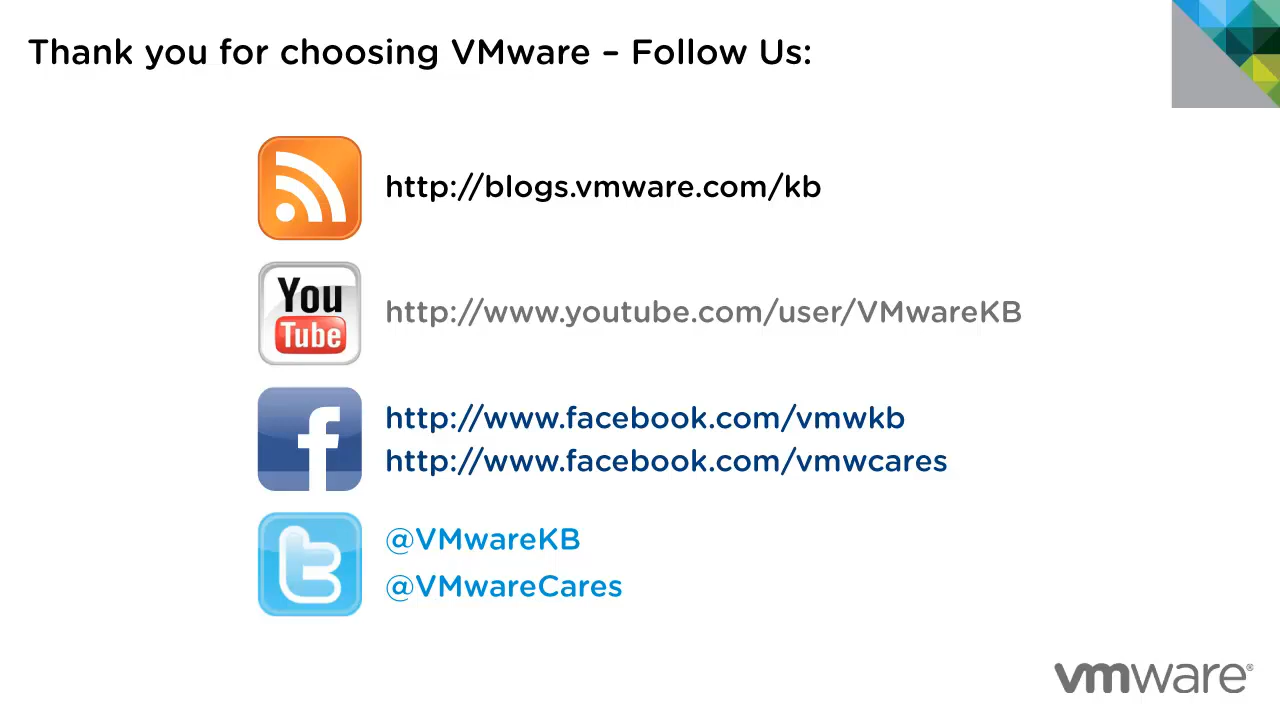 Thank you for choosing VMware – Follow Us:
http://blogs.vmware.com/kb
You
Tube
http://www.youtube.com/user/VMwareKB
f
http://www.facebook.com/vmwkb
http://www.facebook.com/vmwcares
t
@VMwareKB
@VMwareCares
vmware®